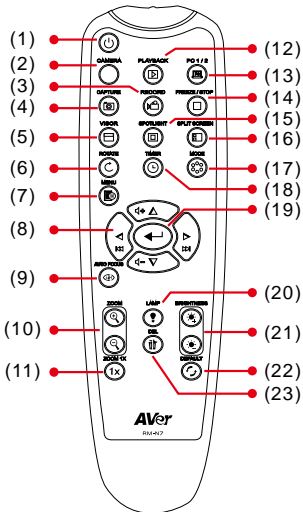 (1)
(2)
(3)
(4)
(5)
(6)
(7)
(8)
(9)
(10)
(11)
CAMERA
PLAYBACK
PC 1 / 2
CAPTURE
RECORD
FREEZE / STOP
VISOR
SPOTLIGHT
SPLIT SCREEN
ROTATE
TIMER
MODE
MENU
AUTO FOCUS
ZOOM
LAMP
BRIGHTNESS
DEL
ZOOM 1X
1x
DEFAULT
AVer
RM-N7
(12)
(13)
(14)
(15)
(16)
(17)
(18)
(19)
(20)
(21)
(22)
(23)